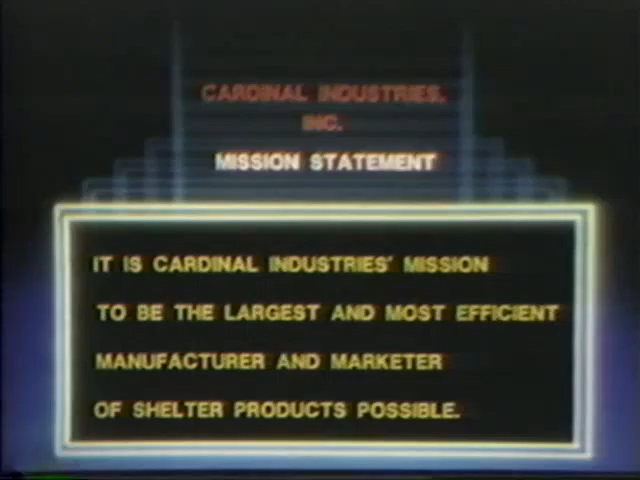 CARDINAL INDUSTRIES,
INC.
MISSION STATEMENT
IT IS CARDINAL INDUSTRIES' MISSION
TO BE THE LARGEST AND MOST EFFICIENT
MANUFACTURER AND MARKETER
OF SHELTER PRODUCTS POSSIBLE.